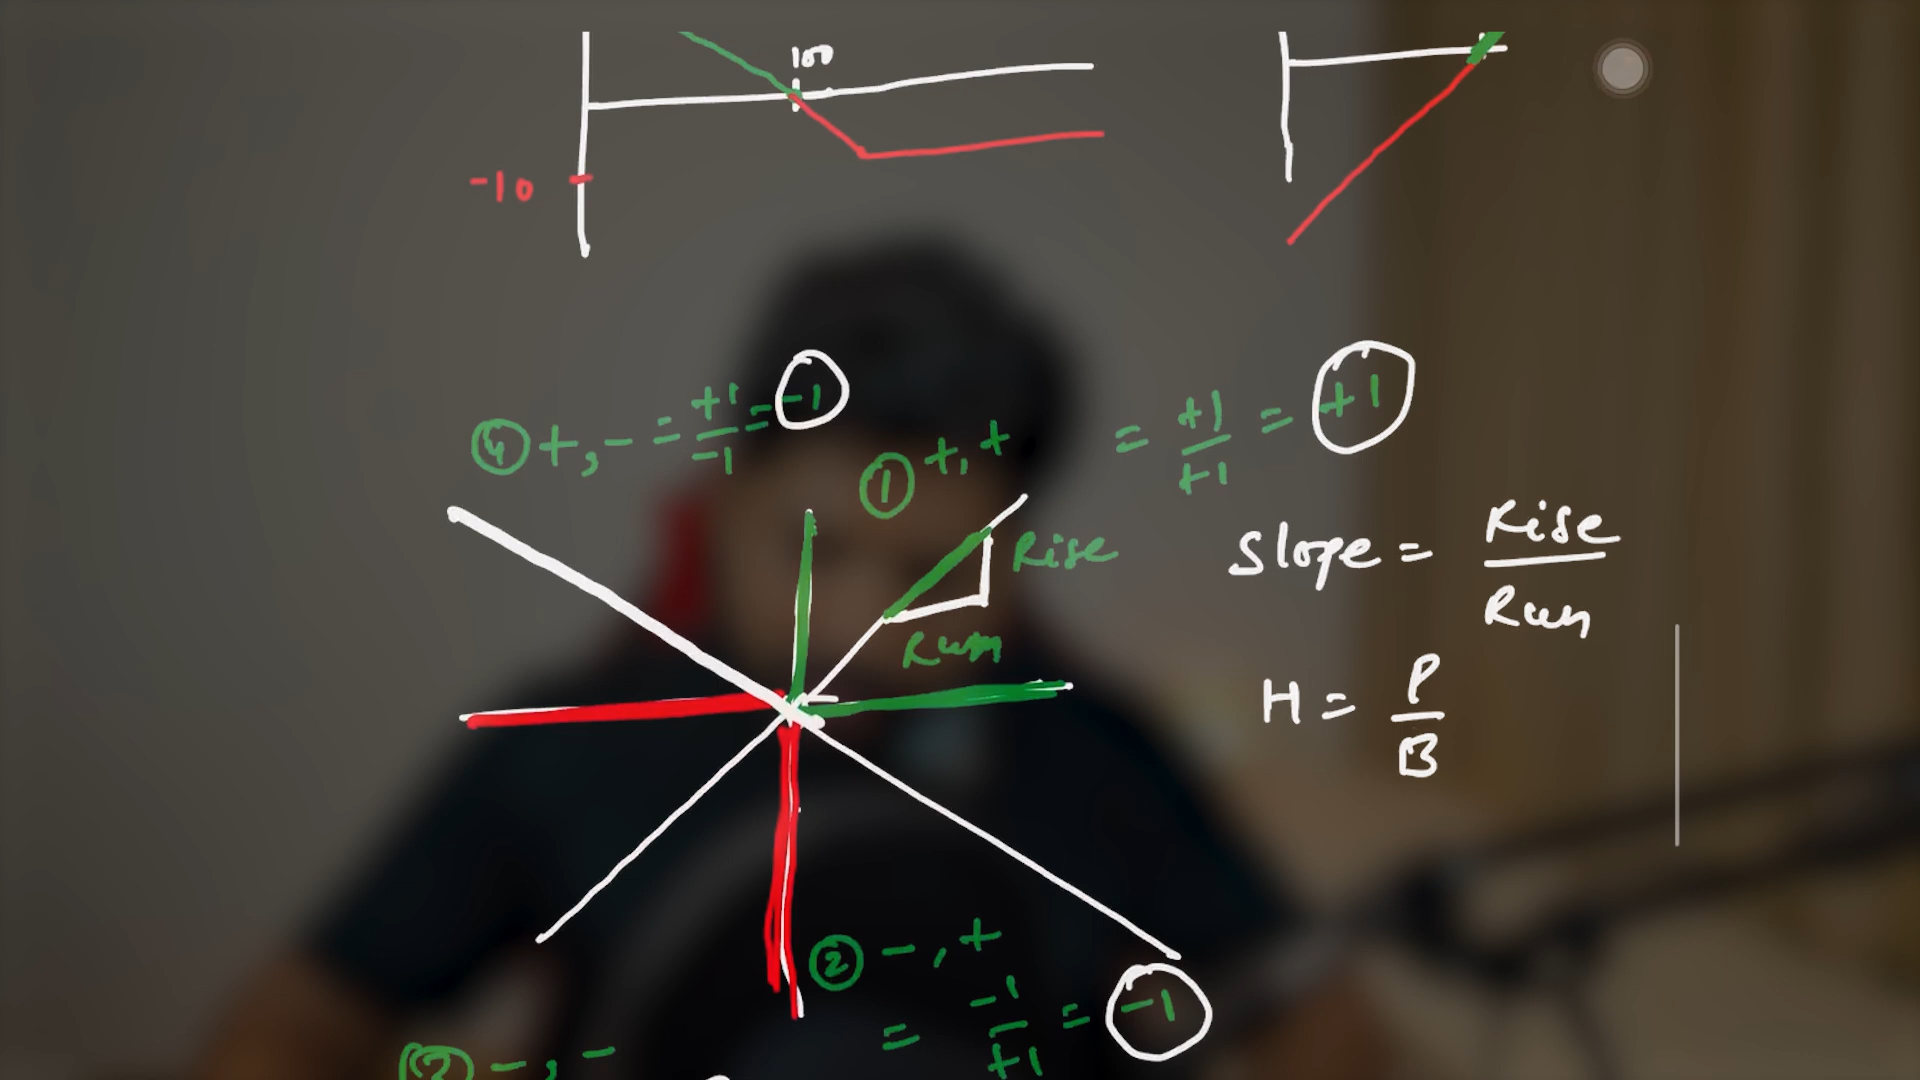 100
-10
④ +, - = +1/-1 = -1
① +, + = +1/+1 = +1
Rise
Run
Slope = Rise/Run
H = P/B
② -, +
= -1/+1 = -1
-, -